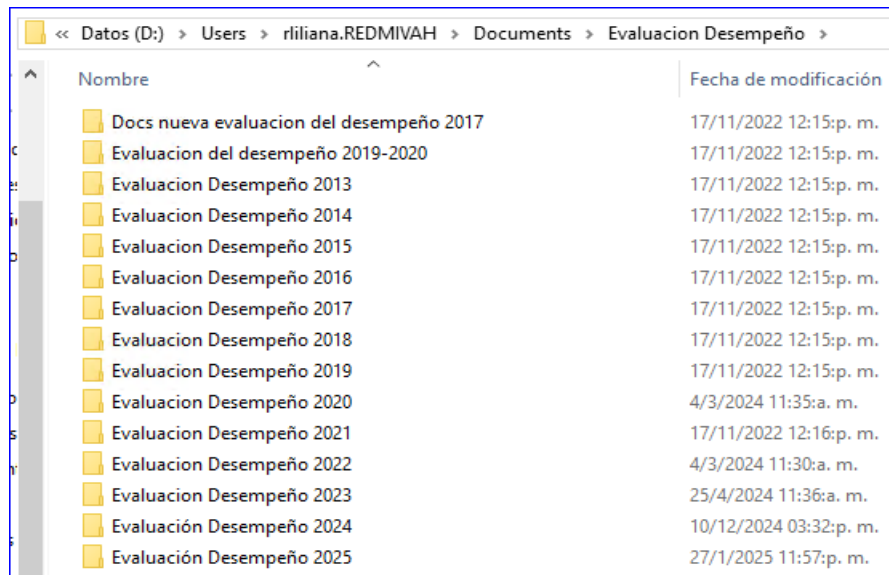 « Datos (D:) > Users > rliliana.REDMIVAH > Documents > Evaluacion Desempeño >
Nombre Fecha de modificación
Docs nueva evaluacion del desempeño 2017 17/11/2022 12:15:p. m.
Evaluacion del desempeño 2019-2020 17/11/2022 12:15:p. m.
Evaluacion Desempeño 2013 17/11/2022 12:15:p. m.
Evaluacion Desempeño 2014 17/11/2022 12:15:p. m.
Evaluacion Desempeño 2015 17/11/2022 12:15:p. m.
Evaluacion Desempeño 2016 17/11/2022 12:15:p. m.
Evaluacion Desempeño 2017 17/11/2022 12:15:p. m.
Evaluacion Desempeño 2018 17/11/2022 12:15:p. m.
Evaluacion Desempeño 2019 17/11/2022 12:15:p. m.
Evaluacion Desempeño 2020 4/3/2024 11:35:a. m.
Evaluacion Desempeño 2021 17/11/2022 12:16:p. m.
Evaluacion Desempeño 2022 4/3/2024 11:30:a. m.
Evaluacion Desempeño 2023 25/4/2024 11:36:a. m.
Evaluación Desempeño 2024 10/12/2024 03:32:p. m.
Evaluación Desempeño 2025 27/1/2025 11:57:p. m.